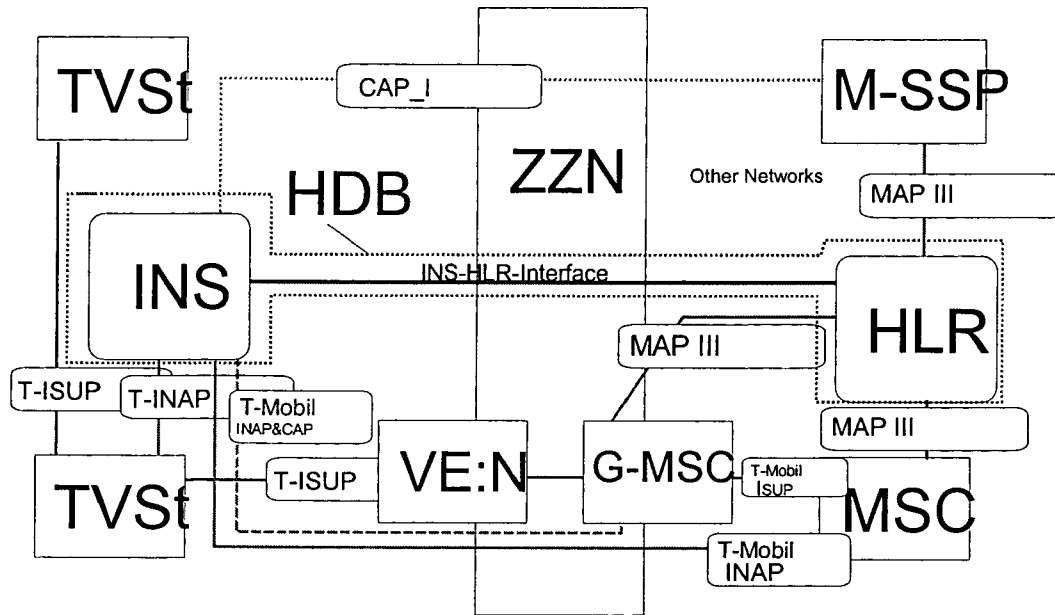 TVSt
CAP_I
M-SSP
HDB
ZZN
Other Networks
MAP III
INS
INS-HLR-Interface
HLR
MAP III
T-ISUP
T-INAP
T-Mobil
INAP&CAP
MAP III
TVSt
T-ISUP
VE:N
G-MSC
T-Mobil
ISUP
MSC
T-Mobil
INAP